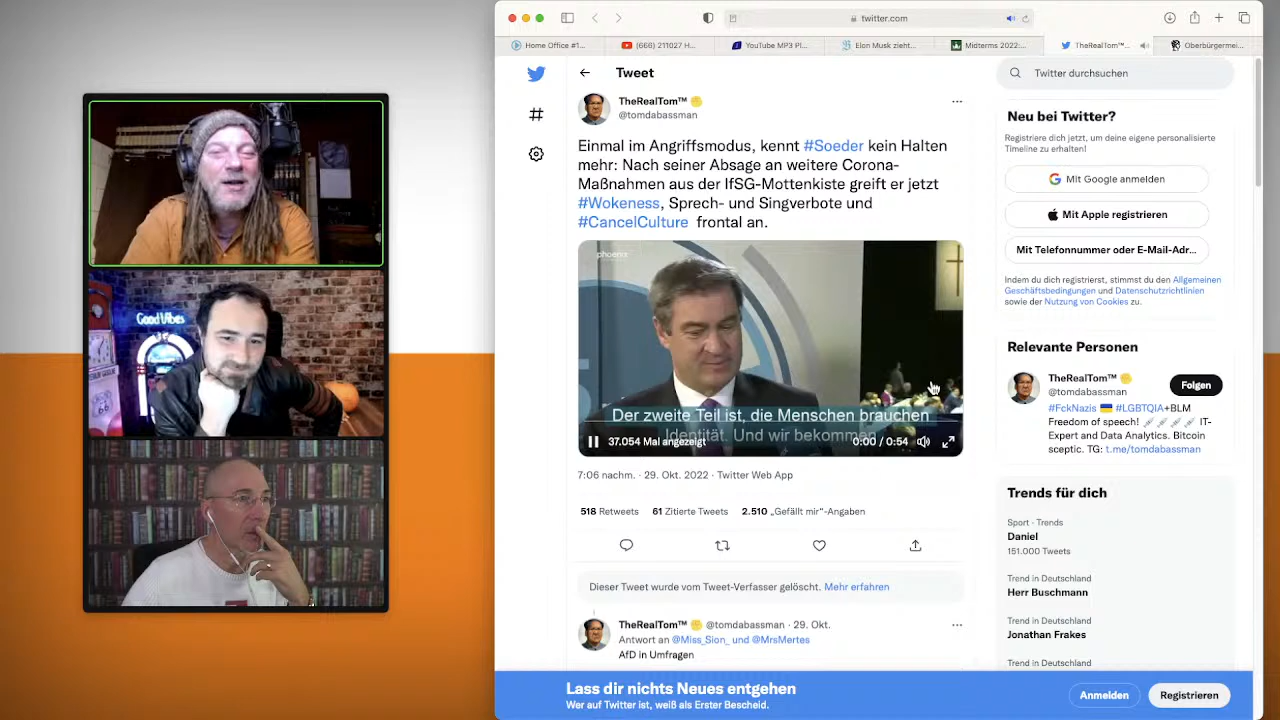 twitter.com
Home Office #1...
(666) 211027 H...
YouTube MP3 Pl...
Elon Musk zieht...
Midterms 2022:...
TheRealTom™...
Oberbürgermei...
Tweet
Twitter durchsuchen
TheRealTom™
@tomdabassman
Einmal im Angriffsmodus, kennt #Soeder kein Halten
mehr: Nach seiner Absage an weitere Corona-
Maßnahmen aus der IfSG-Mottenkiste greift er jetzt
#Wokeness, Sprech- und Singverbote und
#CancelCulture frontal an.
phoenix
Der zweite Teil ist, die Menschen brauchen
Identität. Und wir bekommen
37.054 Mal angezeigt
0:00 / 0:54
7:06 nachm. · 29. Okt. 2022 · Twitter Web App
518 Retweets 61 Zitierte Tweets 2.510 „Gefällt mir“-Angaben
Dieser Tweet wurde vom Tweet-Verfasser gelöscht. Mehr erfahren
TheRealTom™ @tomdabassman · 29. Okt.
Antwort an @Miss_Sion_ und @MrsMertes
AfD in Umfragen
Neu bei Twitter?
Registriere dich jetzt, um deine eigene personalisierte
Timeline zu erhalten!
Mit Google anmelden
Mit Apple registrieren
Mit Telefonnummer oder E-Mail-Adr...
Indem du dich registrierst, stimmst du den Allgemeinen
Geschäftsbedingungen und Datenschutzrichtlinien
sowie der Nutzung von Cookies zu.
Relevante Personen
TheRealTom™
@tomdabassman
Folgen
#FckNazis #LGBTQIA+BLM
Freedom of speech! IT-
Expert and Data Analytics. Bitcoin
sceptic. TG: t.me/tomdabassman
Trends für dich
Sport · Trends
Daniel
151.000 Tweets
Trend in Deutschland
Herr Buschmann
Trend in Deutschland
Jonathan Frakes
Trend in Deutschland
Lass dir nichts Neues entgehen
Wer auf Twitter ist, weiß als Erster Bescheid.
Anmelden
Registrieren
Good Vibes